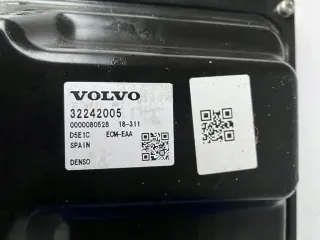 VOLVO
32242005
0000080528 18-311
D5E1C ECM-EAA
SPAIN
DENSO